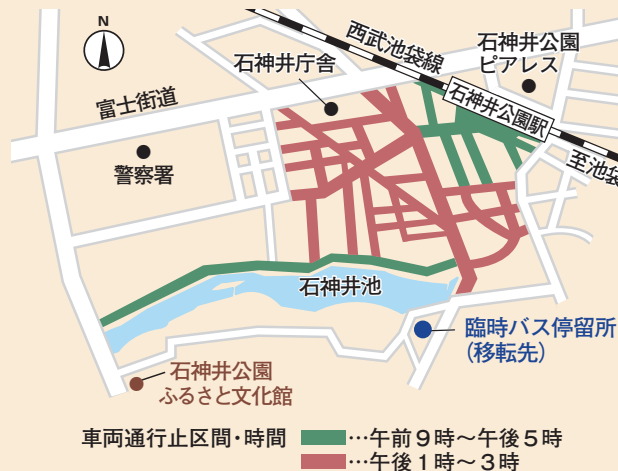 N
西武池袋線
石神井公園
ピアレス
石神井庁舎
石神井公園駅
富士街道
至池袋
警察署
石神井池
臨時バス停留所
(移転先)
石神井公園
ふるさと文化館
車両通行止区間・時間
…午前9時〜午後5時
…午後1時〜3時